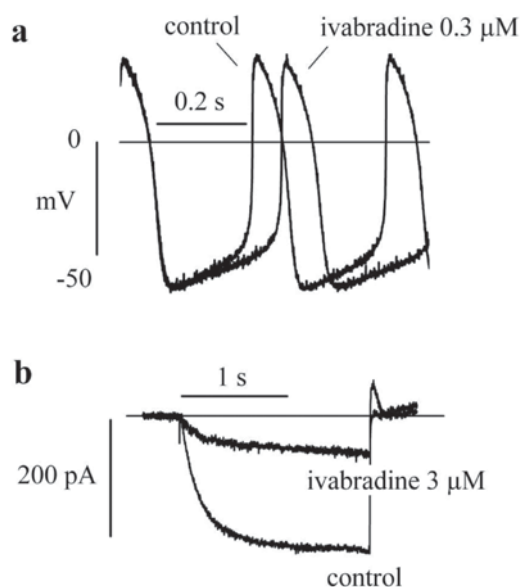 a
control
ivabradine 0.3 µM
0.2 s
0
mV
-50
b
1 s
200 pA
ivabradine 3 µM
control